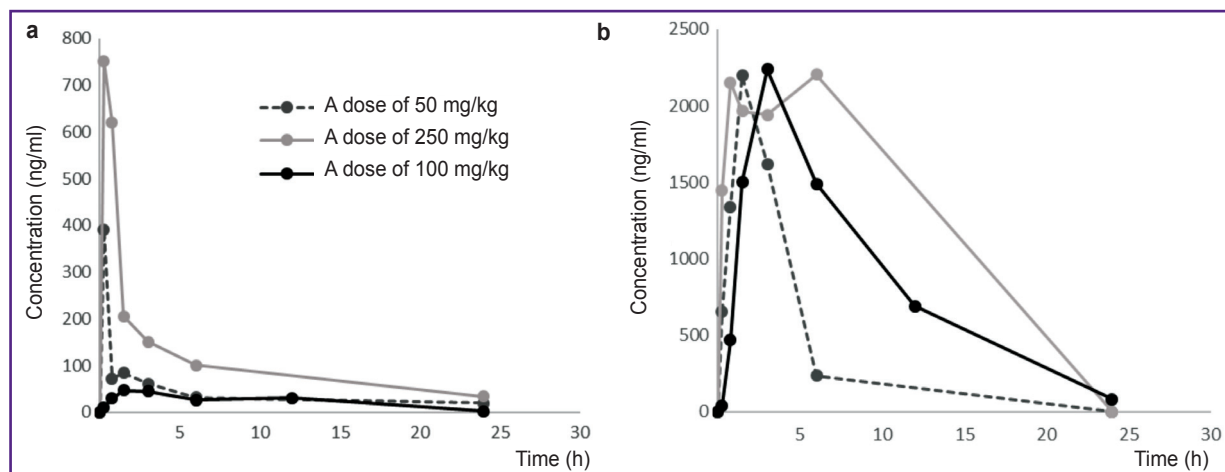 a
800
700
600
500
400
300
200
100
0
Concentration (ng/ml)
A dose of 50 mg/kg
A dose of 250 mg/kg
A dose of 100 mg/kg
5 10 15 20 25 30
Time (h)
b
2500
2000
1500
1000
500
0
Concentration (ng/ml)
5 10 15 20 25 30
Time (h)